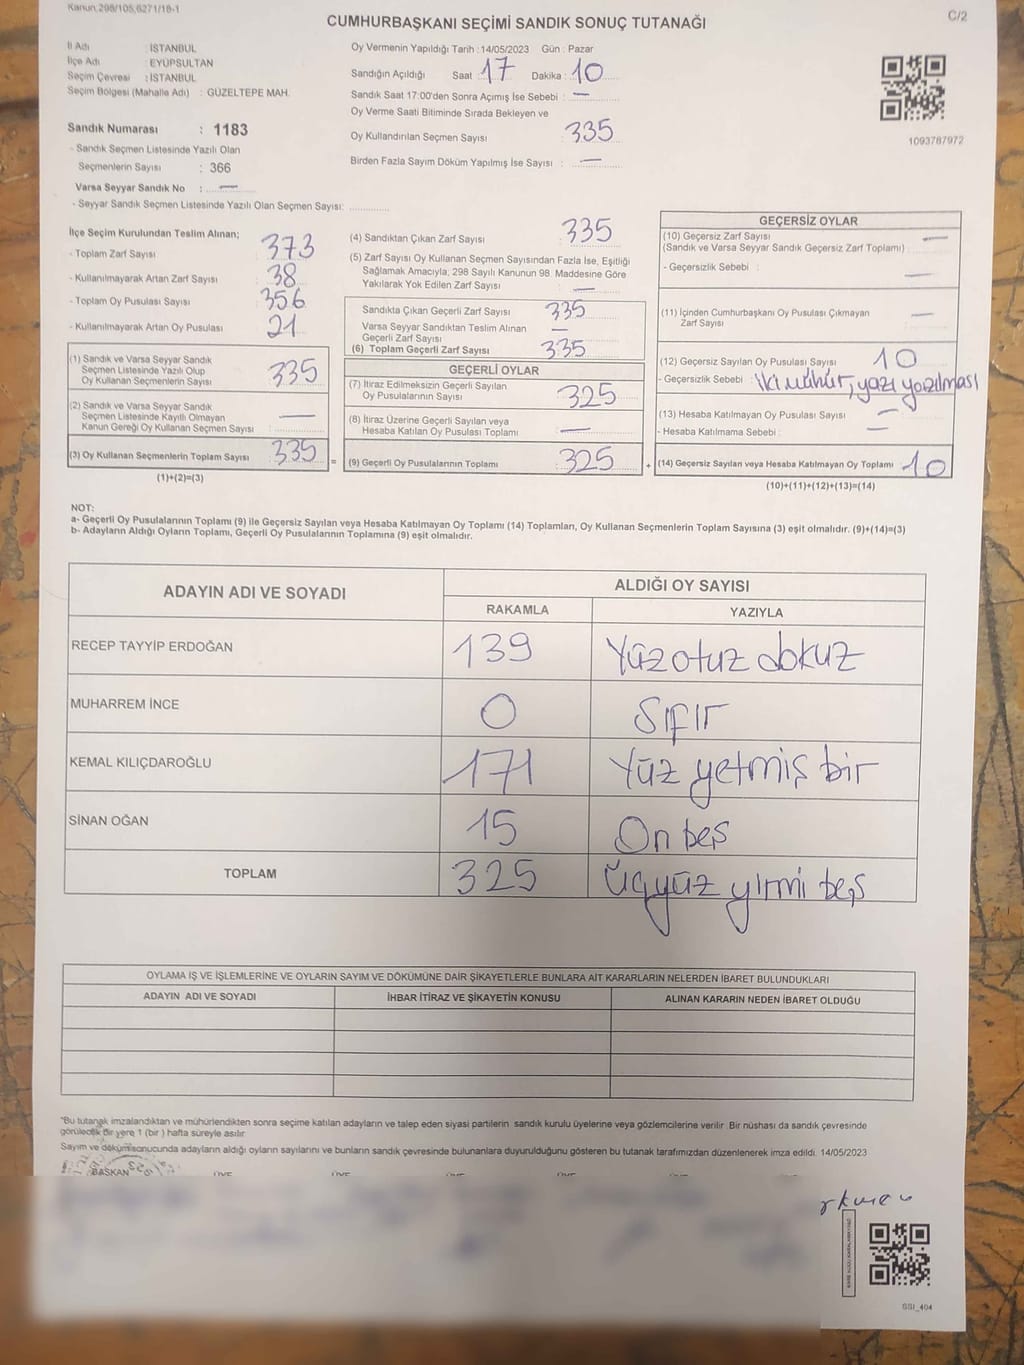 Kanun.298/105,6271/18-1
C/2
CUMHURBAŞKANI SEÇİMİ SANDIK SONUÇ TUTANAĞI
İl Adı : İSTANBUL
İlçe Adı : EYÜPSULTAN
Seçim Çevresi : İSTANBUL
Seçim Bölgesi (Mahalle Adı) : GÜZELTEPE MAH.
Sandık Numarası : 1183
- Sandık Seçmen Listesinde Yazılı Olan
Seçmenlerin Sayısı : 366
Varsa Seyyar Sandık No : —
- Seyyar Sandık Seçmen Listesinde Yazılı Olan Seçmen Sayısı: ..............
Oy Vermenin Yapıldığı Tarih : 14/05/2023 Gün : Pazar
Sandığın Açıldığı Saat : 17 Dakika : 10
Sandık Saat 17:00'den Sonra Açımış İse Sebebi : —
Oy Verme Saati Bitiminde Sırada Bekleyen ve
Oy Kullandırılan Seçmen Sayısı : 335
Birden Fazla Sayım Döküm Yapılmış İse Sayısı : —
1093787972
İlçe Seçim Kurulundan Teslim Alınan;
- Toplam Zarf Sayısı : 373
- Kullanılmayarak Artan Zarf Sayısı : 38
- Toplam Oy Pusulası Sayısı : 356
- Kullanılmayarak Artan Oy Pusulası : 21
(1) Sandık ve Varsa Seyyar Sandık
Seçmen Listesinde Yazılı Olup
Oy Kullanan Seçmenlerin Sayısı : 335
(2) Sandık ve Varsa Seyyar Sandık
Seçmen Listesinde Kayıtlı Olmayan
Kanun Gereği Oy Kullanan Seçmen Sayısı : —
(3) Oy Kullanan Seçmenlerin Toplam Sayısı : 335
(1)+(2)=(3)
(4) Sandıktan Çıkan Zarf Sayısı : 335
(5) Zarf Sayısı Oy Kullanan Seçmen Sayısından Fazla İse, Eşitliği
Sağlamak Amacıyla, 298 Sayılı Kanunun 98. Maddesine Göre
Yakılarak Yok Edilen Zarf Sayısı : —
Sandıkta Çıkan Geçerli Zarf Sayısı : 335
Varsa Seyyar Sandıktan Teslim Alınan
Geçerli Zarf Sayısı : —
(6) Toplam Geçerli Zarf Sayısı : 335
GEÇERLİ OYLAR
(7) İtiraz Edilmeksizin Geçerli Sayılan
Oy Pusulalarının Sayısı : 325
(8) İtiraz Üzerine Geçerli Sayılan veya
Hesaba Katılan Oy Pusulası Toplamı : —
= (9) Geçerli Oy Pusulalarının Toplamı : 325
GEÇERSİZ OYLAR
(10) Geçersiz Zarf Sayısı
(Sandık ve Varsa Seyyar Sandık Geçersiz Zarf Toplamı) : —
- Geçersizlik Sebebi : —
(11) İçinden Cumhurbaşkanı Oy Pusulası Çıkmayan
Zarf Sayısı : —
(12) Geçersiz Sayılan Oy Pusulası Sayısı : 10
- Geçersizlik Sebebi : iki mühür, yazı yazılması
(13) Hesaba Katılmayan Oy Pusulası Sayısı : —
- Hesaba Katılmama Sebebi : —
+ (14) Geçersiz Sayılan veya Hesaba Katılmayan Oy Toplamı : 10
(10)+(11)+(12)+(13)=(14)
NOT:
a- Geçerli Oy Pusulalarının Toplamı (9) ile Geçersiz Sayılan veya Hesaba Katılmayan Oy Toplamı (14) Toplamları, Oy Kullanan Seçmenlerin Toplam Sayısına (3) eşit olmalıdır. (9)+(14)=(3)
b- Adayların Aldığı Oyların Toplamı, Geçerli Oy Pusulalarının Toplamına (9) eşit olmalıdır.
ADAYIN ADI VE SOYADI ALDIĞI OY SAYISI
RAKAMLA YAZIYLA
RECEP TAYYİP ERDOĞAN 139 Yüz otuz dokuz
MUHARREM İNCE 0 Sıfır
KEMAL KILIÇDAROĞLU 171 Yüz yetmiş bir
SİNAN OĞAN 15 On beş
TOPLAM 325 Üçyüz yirmi beş
OYLAMA İŞ VE İŞLEMLERİNE VE OYLARIN SAYIM VE DÖKÜMÜNE DAİR ŞİKAYETLERLE BUNLARA AİT KARARLARIN NELERDEN İBARET BULUNDUKLARI
ADAYIN ADI VE SOYADI İHBAR İTİRAZ VE ŞİKAYETİN KONUSU ALINAN KARARIN NEDEN İBARET OLDUĞU
"Bu tutanak imzalandıktan ve mühürlendikten sonra seçime katılan adayların ve talep eden siyasi partilerin sandık kurulu üyelerine veya gözlemcilerine verilir. Bir nüshası da sandık çevresinde
görülecek bir yere 1 (bir) hafta süreyle asılır.
Sayım ve döküm sonucunda adayların aldığı oyların sayılarını ve bunların sandık çevresinde bulunanlara duyurulduğunu gösteren bu tutanak tarafımızdan düzenlenerek imza edildi. 14/05/2023
BAŞKAN
SSI_404